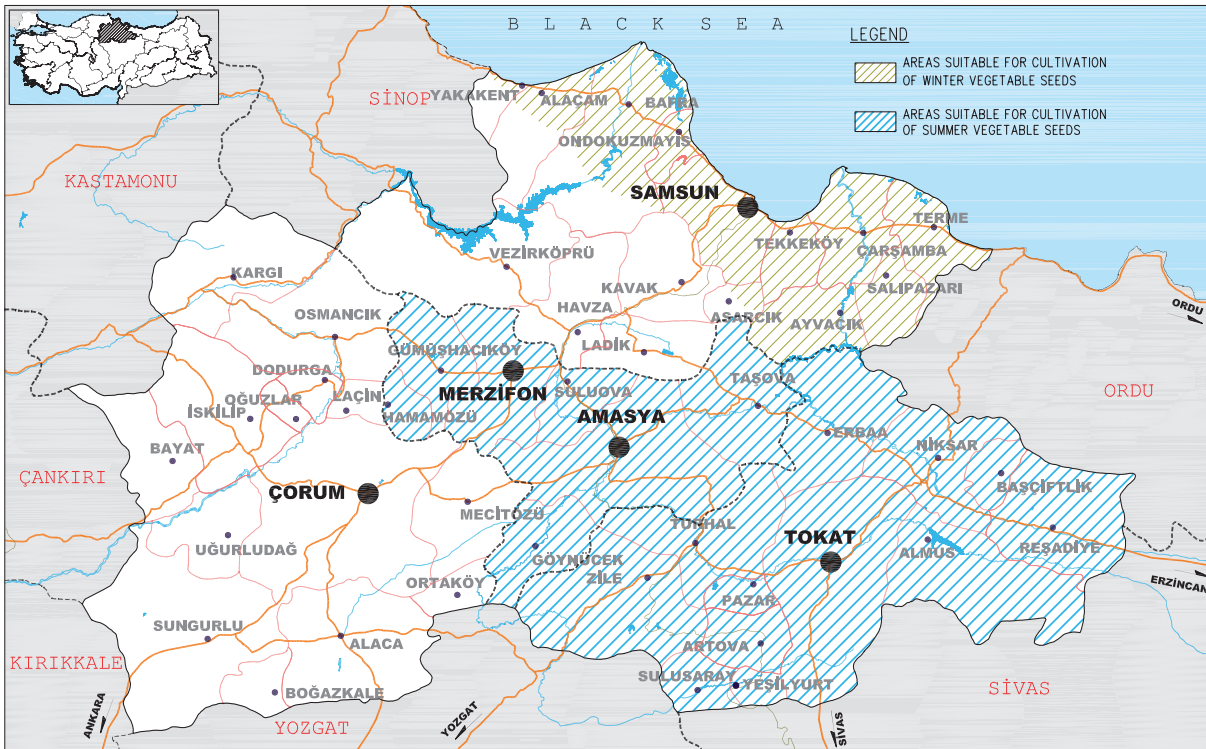 BLACK SEA
LEGEND
AREAS SUITABLE FOR CULTIVATION
OF WINTER VEGETABLE SEEDS
AREAS SUITABLE FOR CULTIVATION
OF SUMMER VEGETABLE SEEDS
SİNOP
YAKAKENT
ALAÇAM
BAFRA
ONDOKUZMAYIS
KASTAMONU
SAMSUN
TERME
TEKKEKÖY
ÇARŞAMBA
VEZİRKÖPRÜ
KARGI
KAVAK
SALIPAZARI
HAVZA
ASARCIK
AYVACIK
ORDU
OSMANCIK
LADİK
GÜMÜŞHACIKÖY
DODURGA
MERZİFON
SULUOVA
TAŞOVA
ORDU
OĞUZLAR
LAÇİN
İSKİLİP
HAMAMÖZÜ
AMASYA
ERBAA
NİKSAR
BAYAT
ÇANKIRI
BAŞÇİFTLİK
ÇORUM
MECİTÖZÜ
TURHAL
TOKAT
UĞURLUDAĞ
GÖYNÜCEK
ALMUS
REŞADİYE
ZİLE
ORTAKÖY
PAZAR
ERZİNCAN
SUNGURLU
ALACA
ARTOVA
KIRIKKALE
SULUSARAY
YEŞİLYURT
SİVAS
BOĞAZKALE
ANKARA
YOZGAT
YOZGAT
SİVAS